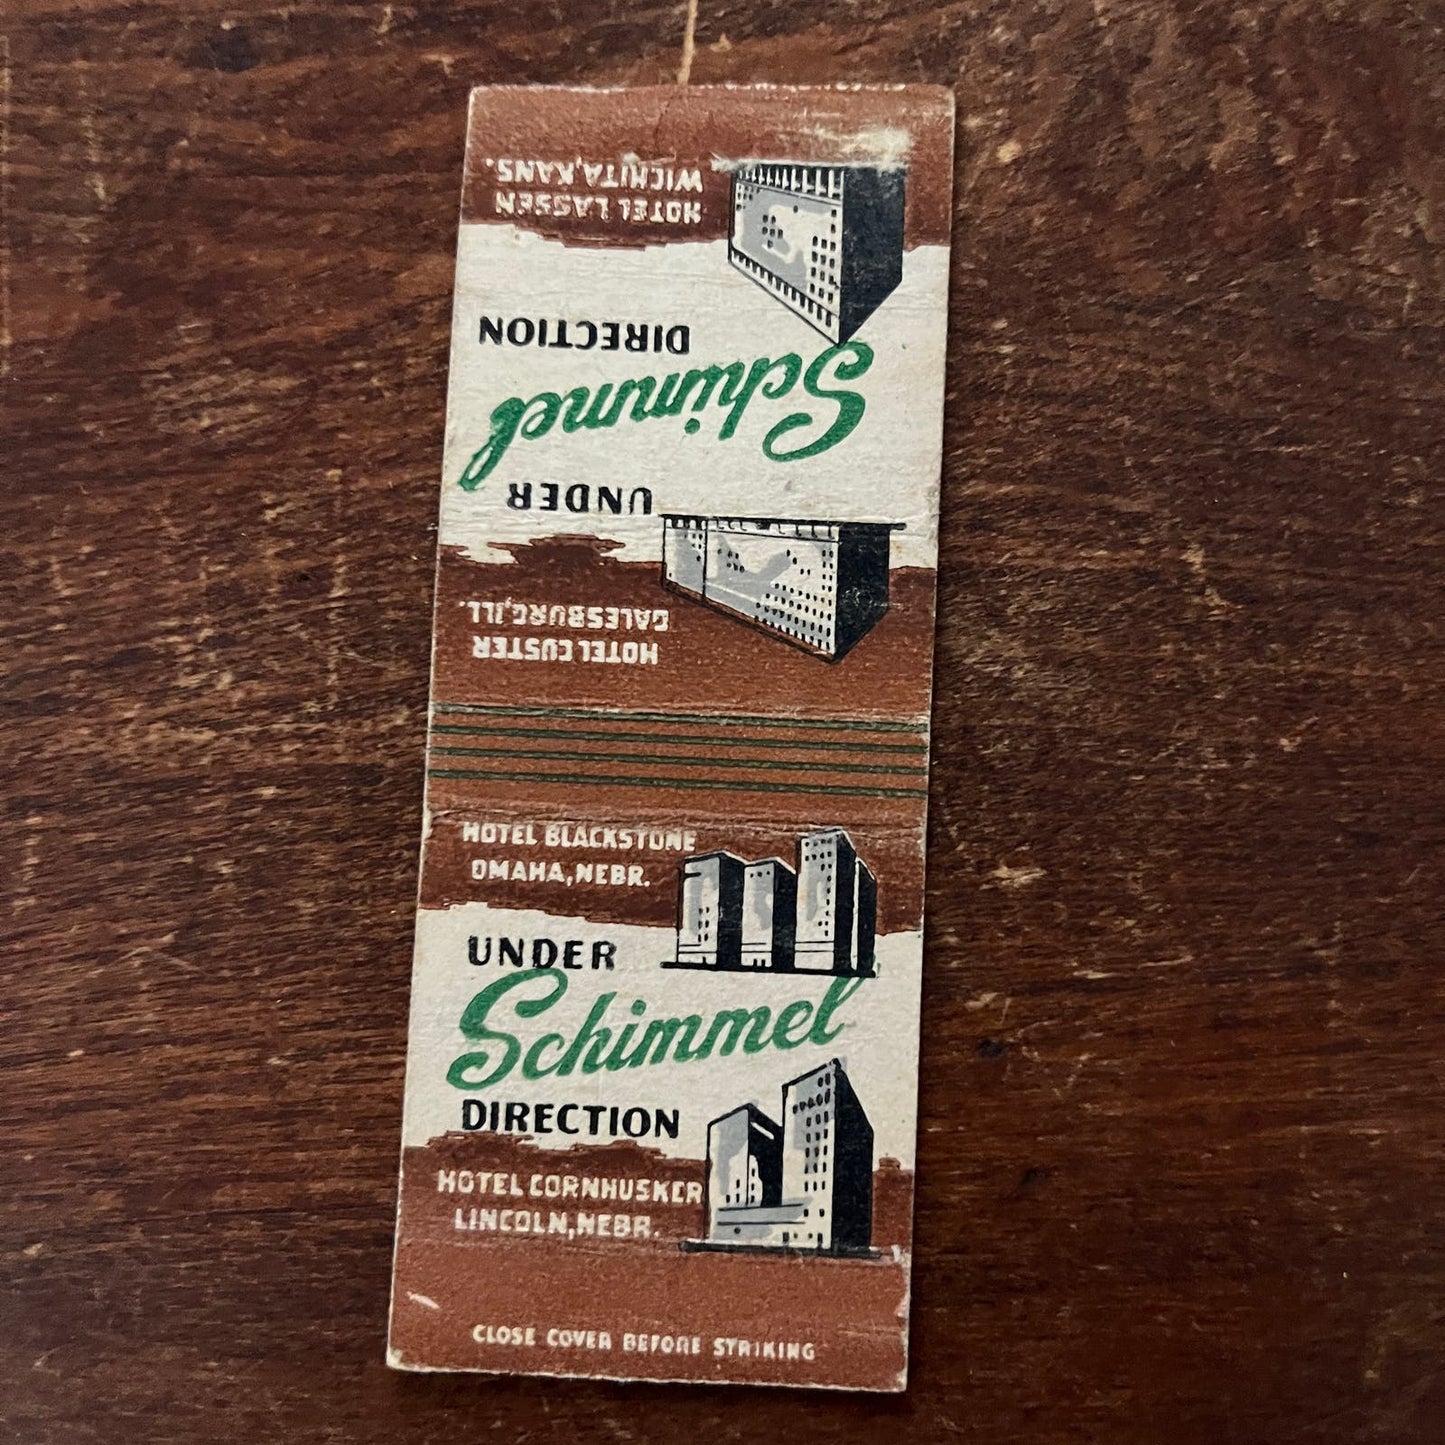 HOTEL LASSEN
WICHITA, KANS.
DIRECTION
Schimmel
UNDER
HOTEL CUSTER
GALESBURG, ILL.
HOTEL BLACKSTONE
OMAHA, NEBR.
UNDER
Schimmel
DIRECTION
HOTEL CORNHUSKER
LINCOLN, NEBR.
CLOSE COVER BEFORE STRIKING